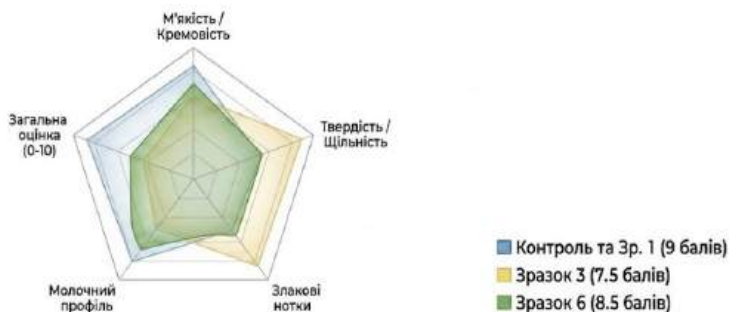 М'якість /
Кремовість
Загальна
оцінка
(0-10)
Твердість /
Щільність
Молочний
профіль
Злакові
нотки
Контроль та Зр. 1 (9 балів)
Зразок 3 (7.5 балів)
Зразок 6 (8.5 балів)